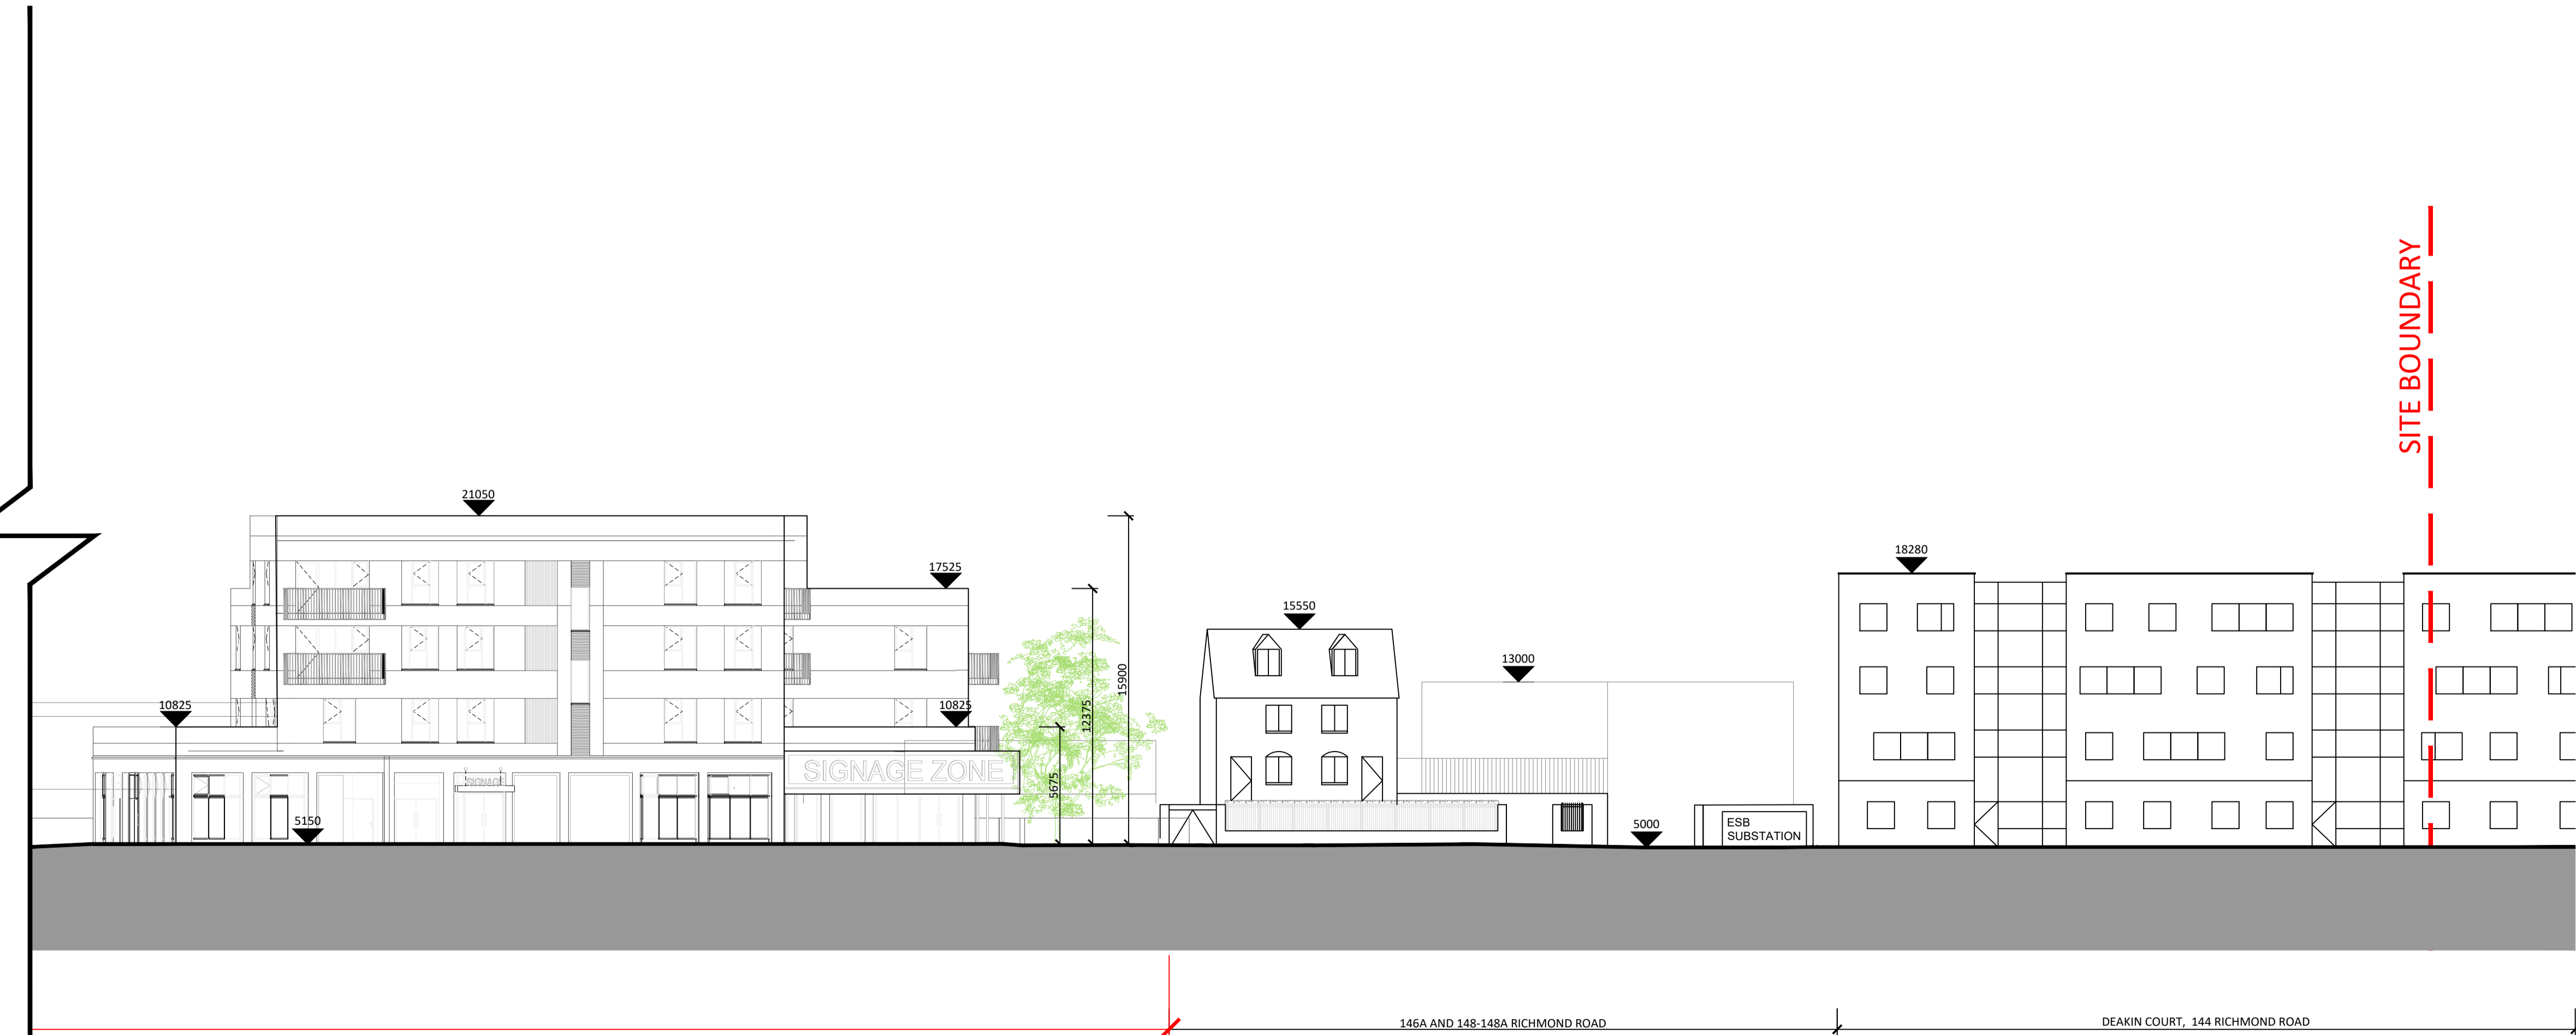 SITE BOUNDARY
21050
18280
17525
15550
13000
15900
12375
10825
10825
5675
SIGNAGE ZONE
SIGNAGE
5150
5000
ESB
SUBSTATION
146A AND 148-148A RICHMOND ROAD
DEAKIN COURT, 144 RICHMOND ROAD